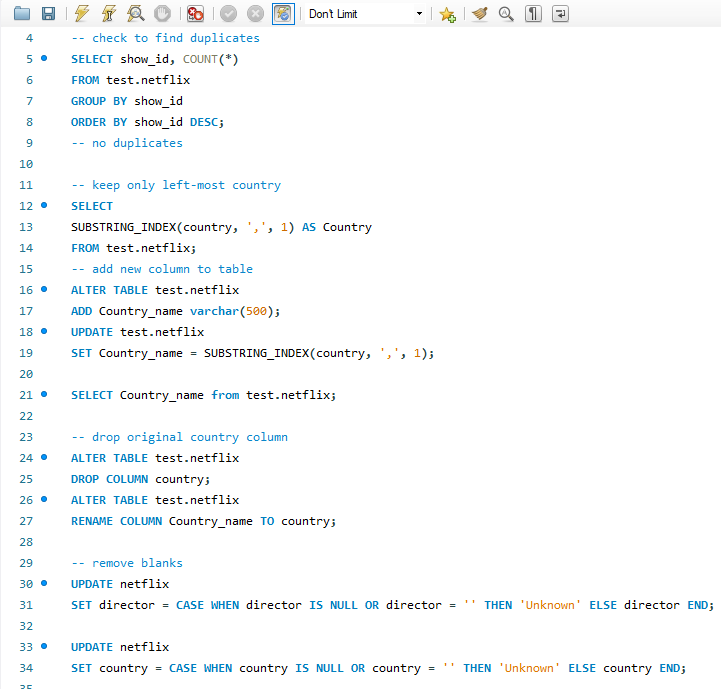 Don't Limit
4 -- check to find duplicates
5 SELECT show_id, COUNT(*)
6 FROM test.netflix
7 GROUP BY show_id
8 ORDER BY show_id DESC;
9 -- no duplicates
10
11 -- keep only left-most country
12 SELECT
13 SUBSTRING_INDEX(country, ',', 1) AS Country
14 FROM test.netflix;
15 -- add new column to table
16 ALTER TABLE test.netflix
17 ADD Country_name varchar(500);
18 UPDATE test.netflix
19 SET Country_name = SUBSTRING_INDEX(country, ',', 1);
20
21 SELECT Country_name from test.netflix;
22
23 -- drop original country column
24 ALTER TABLE test.netflix
25 DROP COLUMN country;
26 ALTER TABLE test.netflix
27 RENAME COLUMN Country_name TO country;
28
29 -- remove blanks
30 UPDATE netflix
31 SET director = CASE WHEN director IS NULL OR director = '' THEN 'Unknown' ELSE director END;
32
33 UPDATE netflix
34 SET country = CASE WHEN country IS NULL OR country = '' THEN 'Unknown' ELSE country END;
35